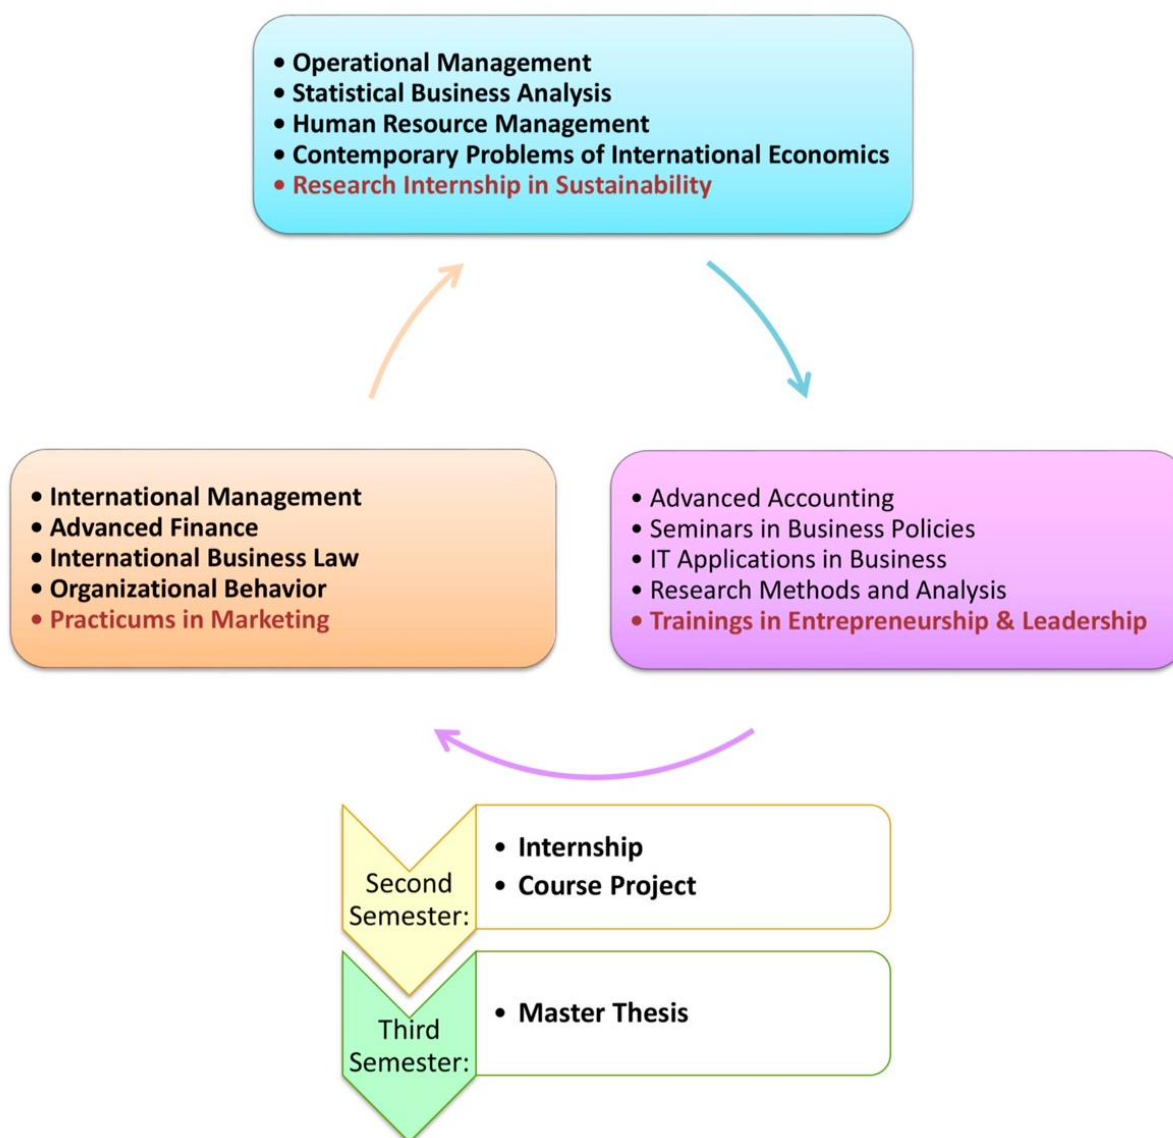 • Operational Management
• Statistical Business Analysis
• Human Resource Management
• Contemporary Problems of International Economics
• Research Internship in Sustainability
• International Management
• Advanced Finance
• International Business Law
• Organizational Behavior
• Practicums in Marketing
• Advanced Accounting
• Seminars in Business Policies
• IT Applications in Business
• Research Methods and Analysis
• Trainings in Entrepreneurship & Leadership
Second
Semester:
• Internship
• Course Project
Third
Semester:
• Master Thesis